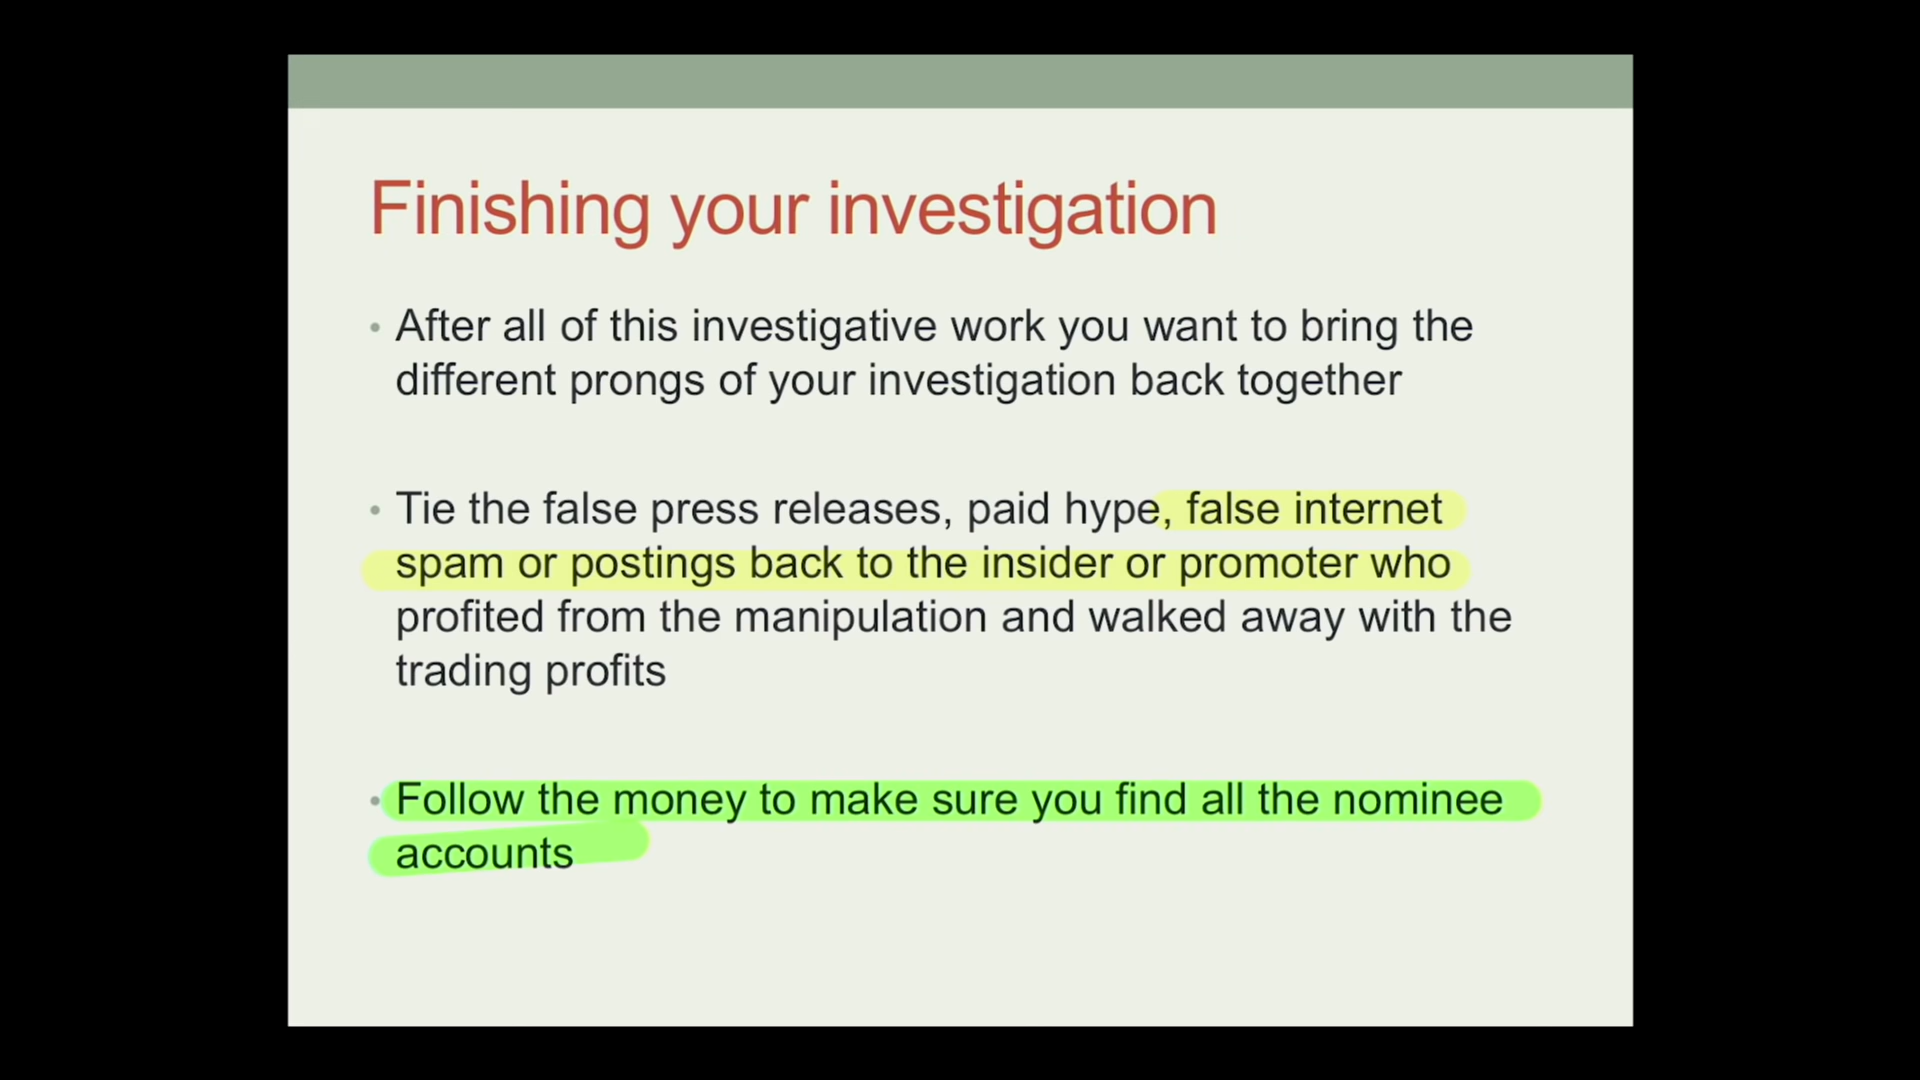 Finishing your investigation
• After all of this investigative work you want to bring the
different prongs of your investigation back together
• Tie the false press releases, paid hype, false internet
spam or postings back to the insider or promoter who
profited from the manipulation and walked away with the
trading profits
• Follow the money to make sure you find all the nominee
accounts